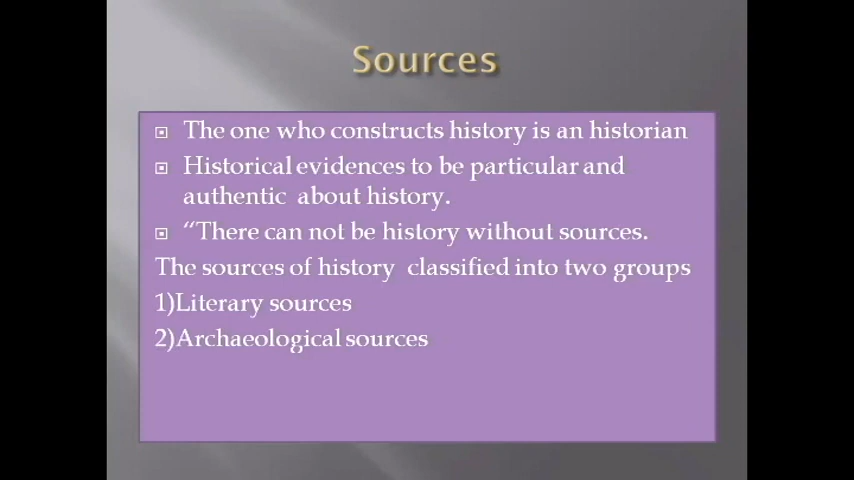 Sources
The one who constructs history is an historian
Historical evidences to be particular and
authentic about history.
“There can not be history without sources.
The sources of history classified into two groups
1)Literary sources
2)Archaeological sources